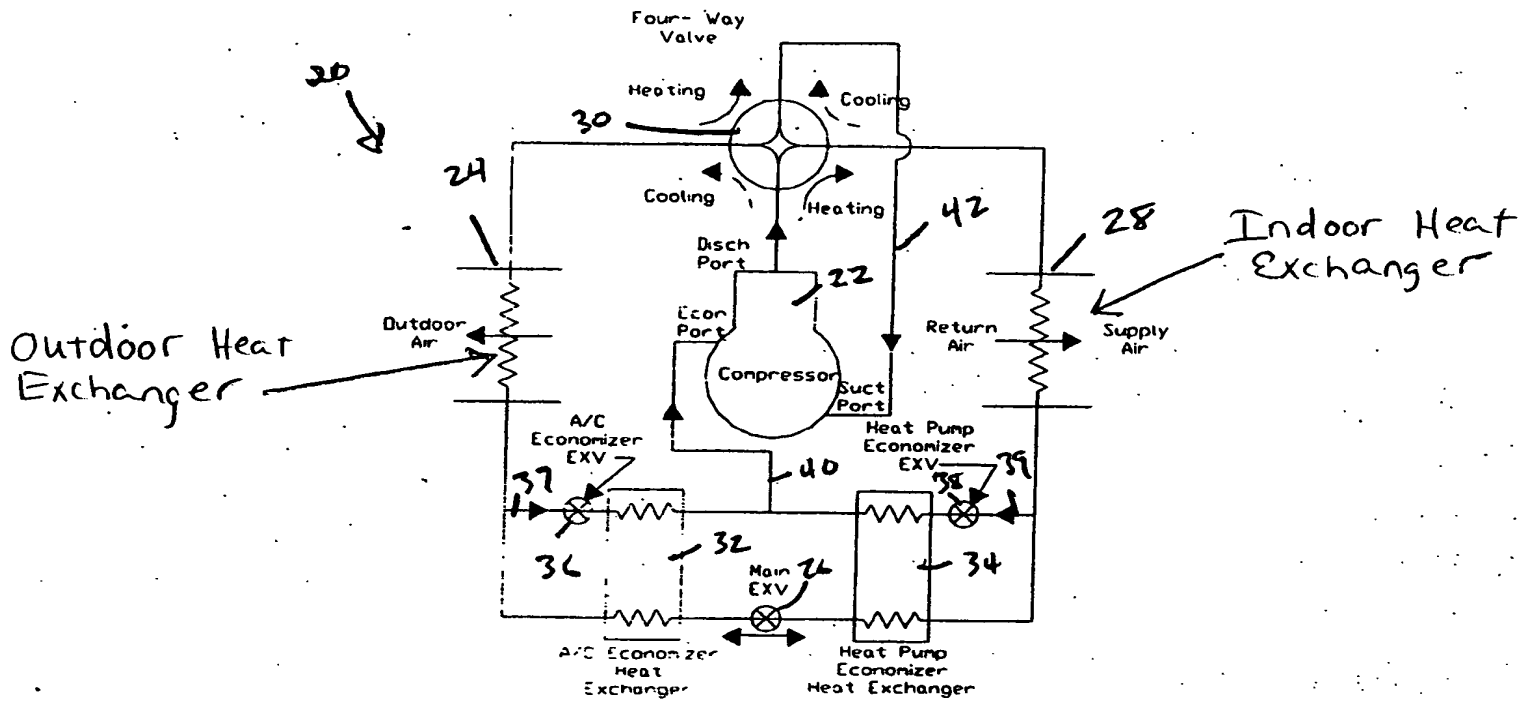 Four- Way
Valve
20
Heating
Cooling
30
24
Cooling
Heating
42
28
Indoor Heat
Exchanger
Disch
Port
22
Econ
Port
Outdoor
Air
Return
Air
Supply
Air
Outdoor Heat
Exchanger
Compressor
Suct
Port
A/C
Economizer
EXV
Heat Pump
Economizer
EXV
37
40
38
39
36
32
34
Main
EXV
26
A/C Economizer
Heat
Exchanger
Heat Pump
Economizer
Heat Exchanger